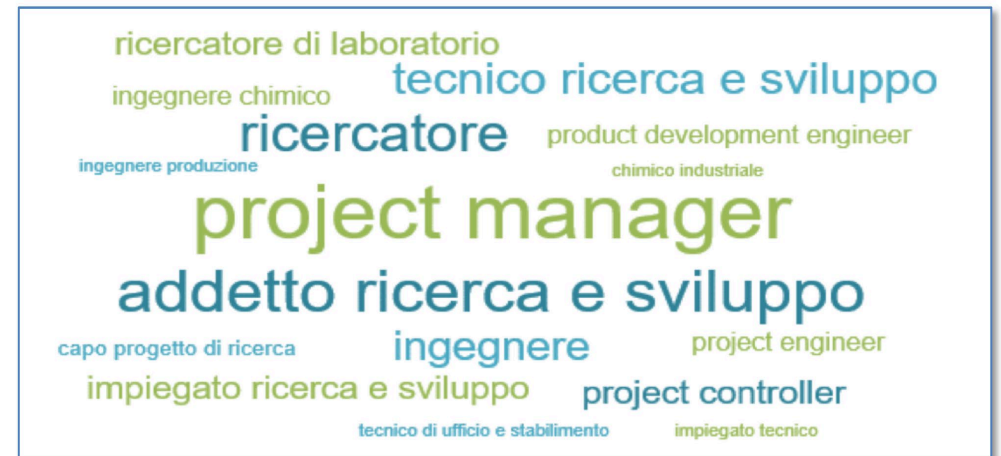 ricercatore di laboratorio
tecnico ricerca e sviluppo
ingegnere chimico
ricercatore
product development engineer
ingegnere produzione
chimico industriale
project manager
addetto ricerca e sviluppo
capo progetto di ricerca
ingegnere
project engineer
impiegato ricerca e sviluppo
project controller
tecnico di ufficio e stabilimento
impiegato tecnico